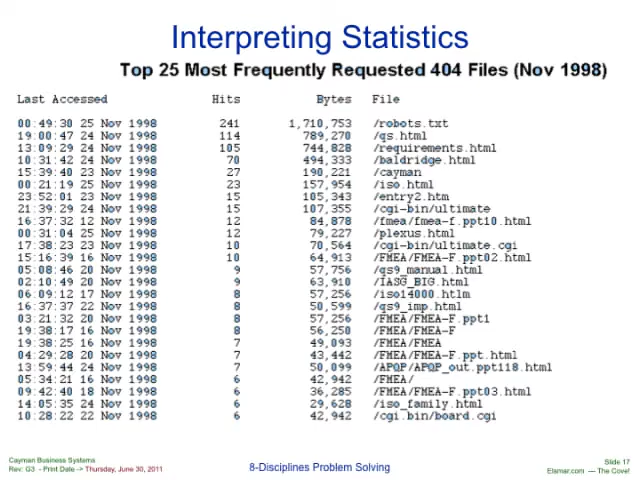 Interpreting Statistics
Top 25 Most Frequently Requested 404 Files (Nov 1998)
Last Accessed Hits Bytes File
00:49:30 25 Nov 1998 241 1,710,753 /robots.txt
19:00:47 24 Nov 1998 114 789,270 /qs.html
13:09:29 24 Nov 1998 105 744,828 /requirements.html
10:31:42 24 Nov 1998 70 494,333 /baldridge.html
15:39:40 23 Nov 1998 27 190,221 /cayman
00:21:19 25 Nov 1998 23 157,954 /iso.html
23:52:01 23 Nov 1998 15 105,343 /entry2.htm
21:39:29 24 Nov 1998 15 107,355 /cgi-bin/ultimate
16:37:32 12 Nov 1998 12 84,878 /fmea/fmea-f.ppt10.html
00:31:04 25 Nov 1998 12 79,227 /plexus.html
17:38:23 23 Nov 1998 10 70,564 /cgi-bin/ultimate.cgi
15:16:39 16 Nov 1998 10 64,913 /FMEA/FMEA-F.ppt02.html
05:08:46 20 Nov 1998 9 57,756 /qs9_manual.html
02:10:49 20 Nov 1998 9 63,910 /IASG_BIG.html
06:09:12 17 Nov 1998 8 57,256 /iso14000.htlm
16:37:37 22 Nov 1998 8 50,599 /qs9_imp.html
03:21:32 20 Nov 1998 8 57,256 /FMEA/FMEA-F.ppt1
19:38:17 16 Nov 1998 8 56,250 /FMEA/FMEA-F
19:38:25 16 Nov 1998 7 49,093 /FMEA/FMEA
04:29:28 20 Nov 1998 7 43,442 /FMEA/FMEA-F.ppt.html
13:59:44 24 Nov 1998 7 50,099 /APQP/APQP_out.ppt118.html
05:34:21 16 Nov 1998 6 42,942 /FMEA/
09:42:40 18 Nov 1998 6 36,285 /FMEA/FMEA-F.ppt03.html
14:05:35 24 Nov 1998 6 29,628 /iso_family.html
10:28:22 22 Nov 1998 6 42,942 /cgi.bin/board.cgi
Cayman Business Systems
Rev: G3 - Print Date -> Thursday, June 30, 2011
8-Disciplines Problem Solving
Slide 17
Elsmar.com — The Cove!